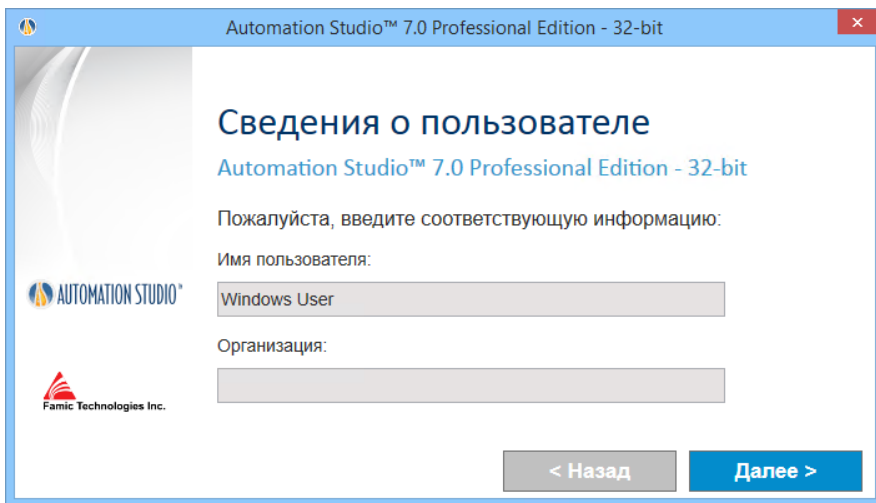 Automation Studio™ 7.0 Professional Edition - 32-bit
Сведения о пользователе
Automation Studio™ 7.0 Professional Edition - 32-bit
Пожалуйста, введите соответствующую информацию:
Имя пользователя:
AUTOMATION STUDIO™
Windows User
Организация:
Famic Technologies Inc.
< Назад
Далее >